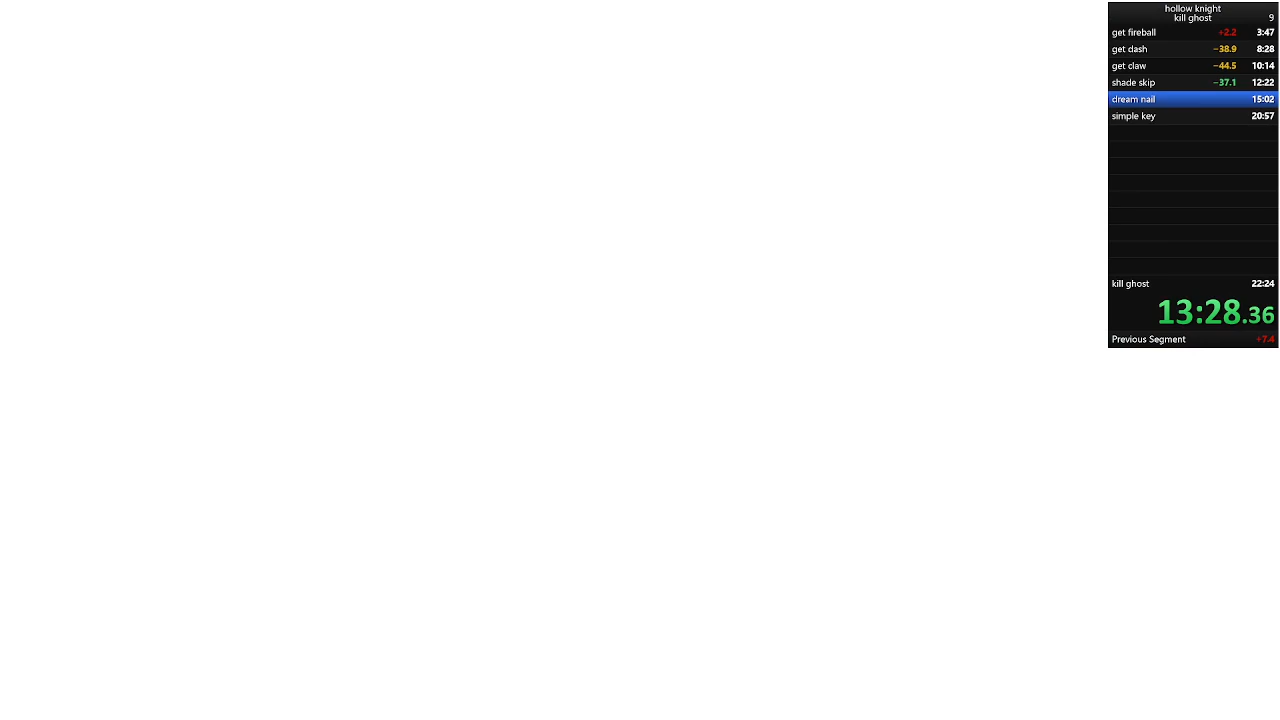 hollow knight
kill ghost 9
get fireball +2.2 3:47
get dash −38.9 8:28
get claw −44.5 10:14
shade skip −37.1 12:22
dream nail 15:02
simple key 20:57
kill ghost 22:24
13:28.36
Previous Segment +7.4